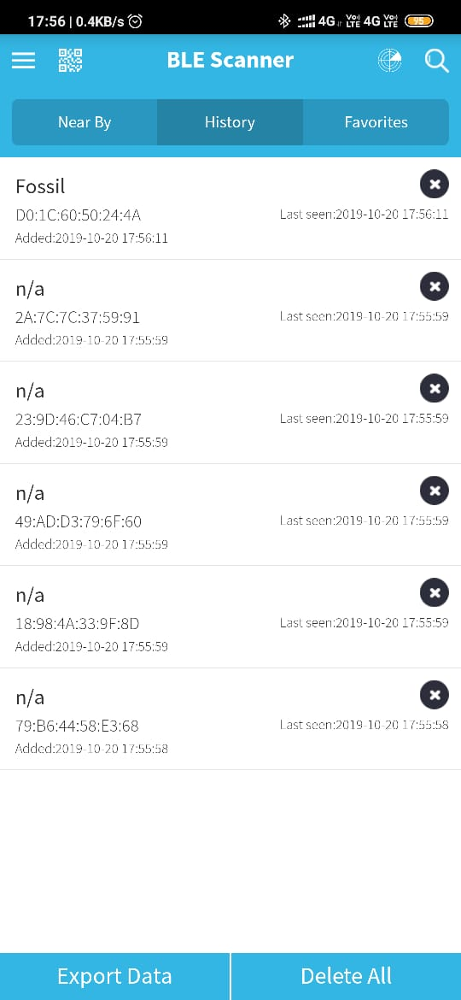 17:56 | 0.4KB/s 4G VoI LTE 4G VoI LTE 95
BLE Scanner
Near By History Favorites
Fossil
D0:1C:60:50:24:4A Last seen:2019-10-20 17:56:11
Added:2019-10-20 17:56:11
n/a
2A:7C:7C:37:59:91 Last seen:2019-10-20 17:55:59
Added:2019-10-20 17:55:59
n/a
23:9D:46:C7:04:B7 Last seen:2019-10-20 17:55:59
Added:2019-10-20 17:55:59
n/a
49:AD:D3:79:6F:60 Last seen:2019-10-20 17:55:59
Added:2019-10-20 17:55:59
n/a
18:98:4A:33:9F:8D Last seen:2019-10-20 17:55:59
Added:2019-10-20 17:55:59
n/a
79:B6:44:58:E3:68 Last seen:2019-10-20 17:55:58
Added:2019-10-20 17:55:58
Export Data Delete All